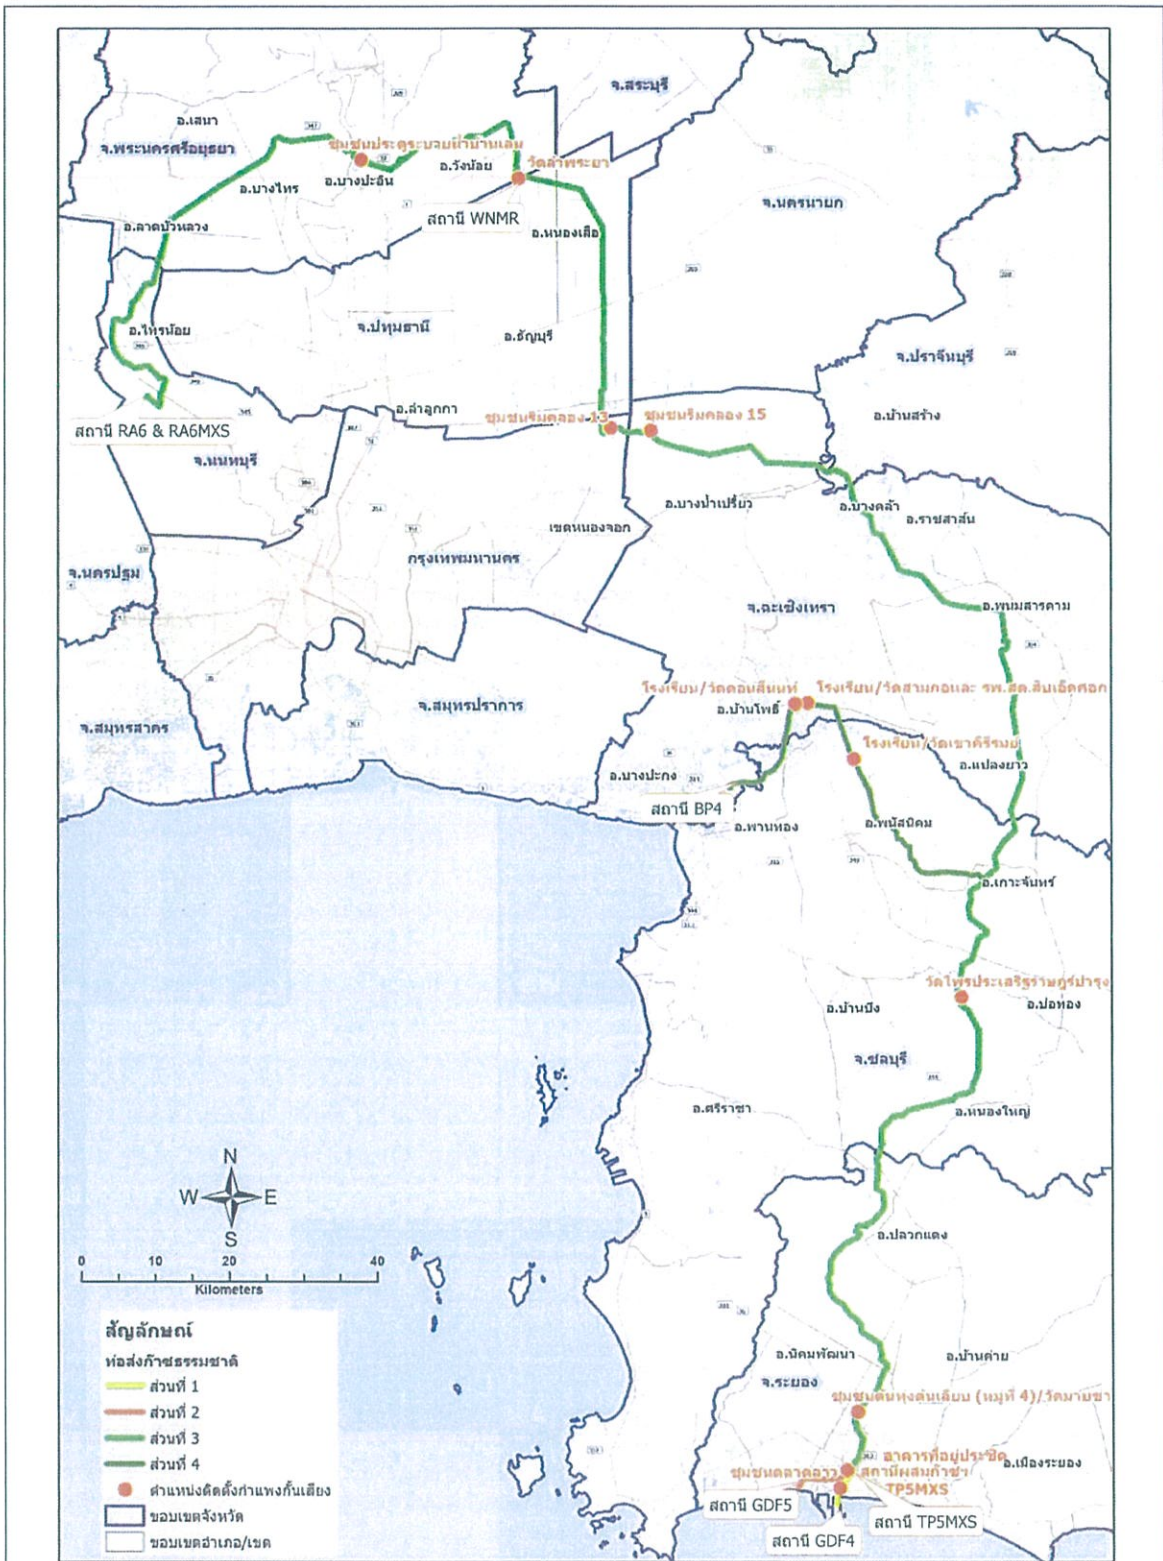 จ.สระบุรี
อ.เสนา
จ.พระนครศรีอยุธยา
ชุมชนประตูระบายน้ำบ้านเลน
อ.วังน้อย
วัดลำพระยา
อ.บางไทร
อ.บางปะอิน
จ.นครนายก
สถานี WNMR
อ.ลาดบัวหลวง
อ.หนองเสือ
อ.ไทรน้อย
จ.ปทุมธานี
อ.ธัญบุรี
จ.ปราจีนบุรี
อ.ลำลูกกา
ชุมชนริมคลอง 13
ชุมชนริมคลอง 15
อ.บ้านสร้าง
สถานี RA6 & RA6MXS
จ.นนทบุรี
อ.บางน้ำเปรี้ยว
อ.บางคล้า
อ.ราชสาส์น
เขตหนองจอก
กรุงเทพมหานคร
จ.นครปฐม
จ.ฉะเชิงเทรา
อ.พนมสารคาม
โรงเรียน/วัดดอนสีนนท์
โรงเรียน/วัดสามกอและ รพ.สต.สิบเอ็ดศอก
จ.สมุทรปราการ
อ.บ้านโพธิ์
จ.สมุทรสาคร
โรงเรียน/วัดเขาคีรีรมย์
อ.แปลงยาว
อ.บางปะกง
สถานี BP4
อ.พานทอง
อ.พนัสนิคม
อ.เกาะจันทร์
วัดไพรประเสริฐราษฎร์บำรุง
อ.บ้านบึง
อ.บ่อทอง
จ.ชลบุรี
อ.ศรีราชา
อ.หนองใหญ่
N
W E
S
อ.ปลวกแดง
0 10 20 40
Kilometers
สัญลักษณ์
ท่อส่งก๊าซธรรมชาติ
ส่วนที่ 1
ส่วนที่ 2
ส่วนที่ 3
ส่วนที่ 4
ตำแหน่งติดตั้งกำแพงกั้นเสียง
ขอบเขตจังหวัด
ขอบเขตอำเภอ/เขต
อ.นิคมพัฒนา
อ.บ้านค่าย
จ.ระยอง
(หมู่ที่ 4)/วัดมาบชา
อ.เมืองระยอง
TP5MXS
สถานี GDF5
สถานี TP5MXS
สถานี GDF4